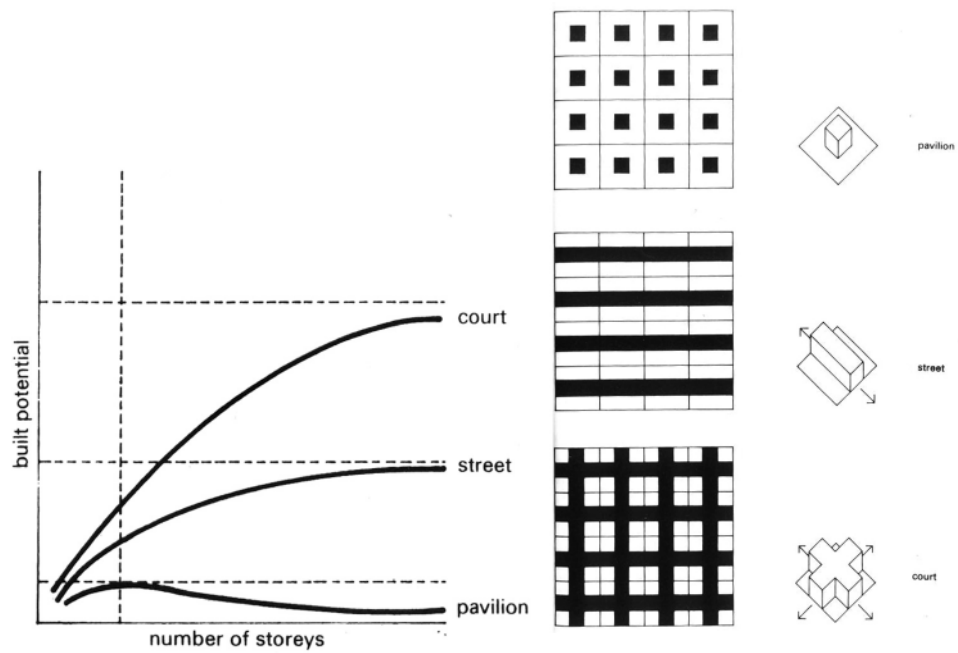 built potential
court
street
pavilion
number of storeys
pavilion
street
court